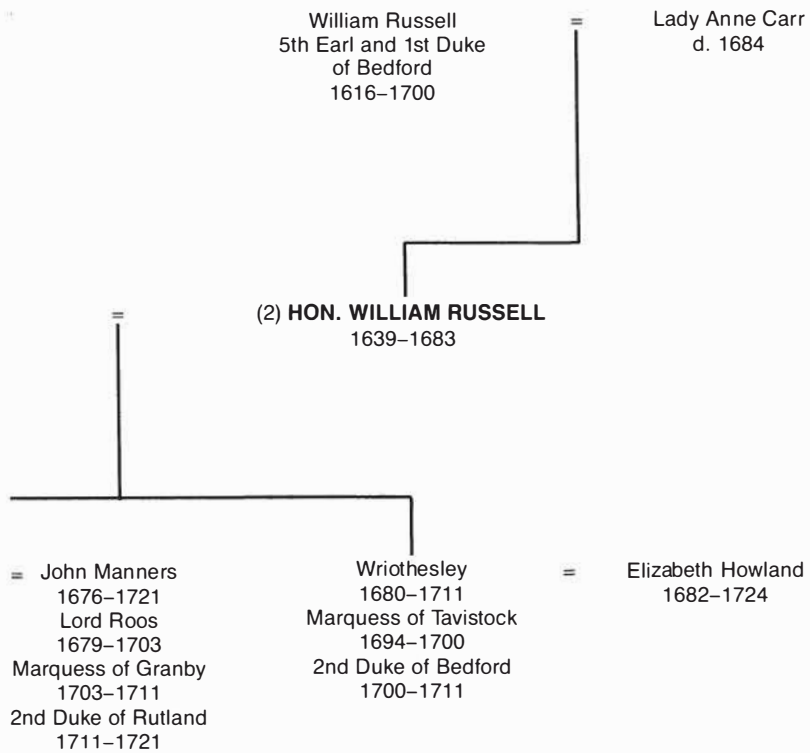 William Russell
5th Earl and 1st Duke
of Bedford
1616–1700
=
Lady Anne Carr
d. 1684
=
(2) HON. WILLIAM RUSSELL
1639–1683
= John Manners
1676–1721
Lord Roos
1679–1703
Marquess of Granby
1703–1711
2nd Duke of Rutland
1711–1721
Wriothesley
1680–1711
Marquess of Tavistock
1694–1700
2nd Duke of Bedford
1700–1711
=
Elizabeth Howland
1682–1724